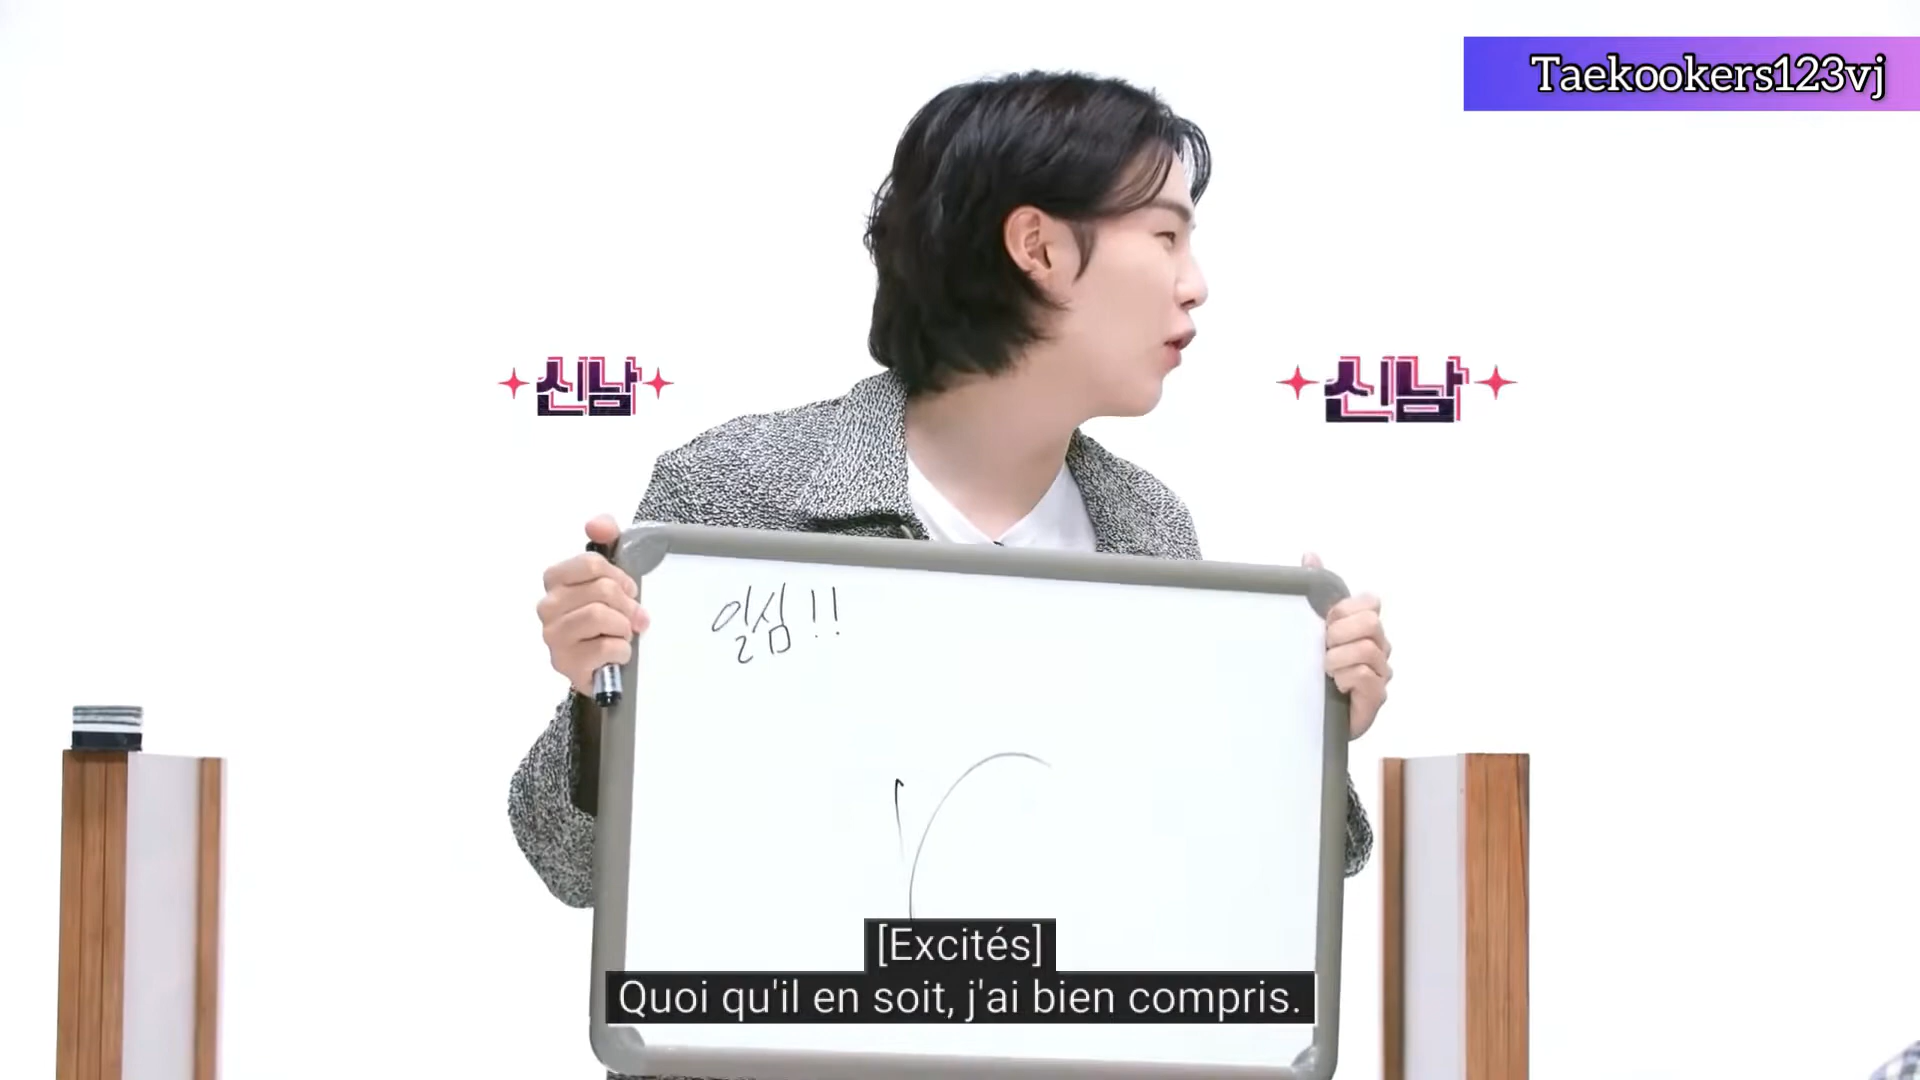 Taekookers123vj
신남 신남
일심!!
[Excités]
Quoi qu'il en soit, j'ai bien compris.